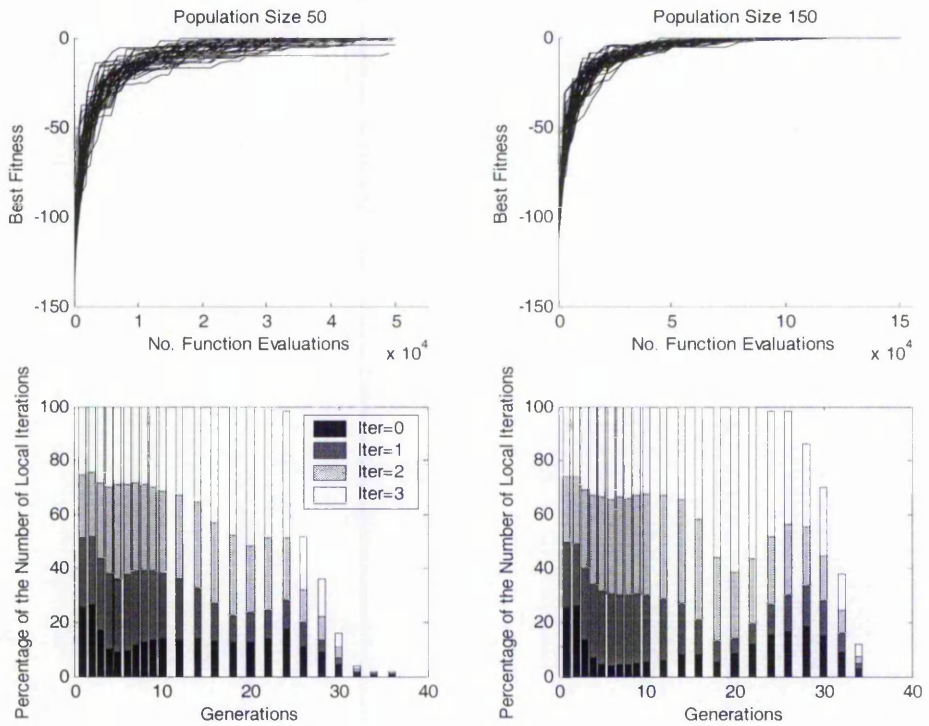 Population Size 50
0
-50
-100
-150
Best Fitness
0 1 2 3 4 5
No. Function Evaluations
x 10^4
Population Size 150
0
-50
-100
-150
Best Fitness
0 5 10 15
No. Function Evaluations
x 10^4
100
80
60
40
20
0
Percentage of the Number of Local Iterations
Iter=0
Iter=1
Iter=2
Iter=3
0 10 20 30 40
Generations
100
80
60
40
20
0
Percentage of the Number of Local Iterations
0 10 20 30 40
Generations